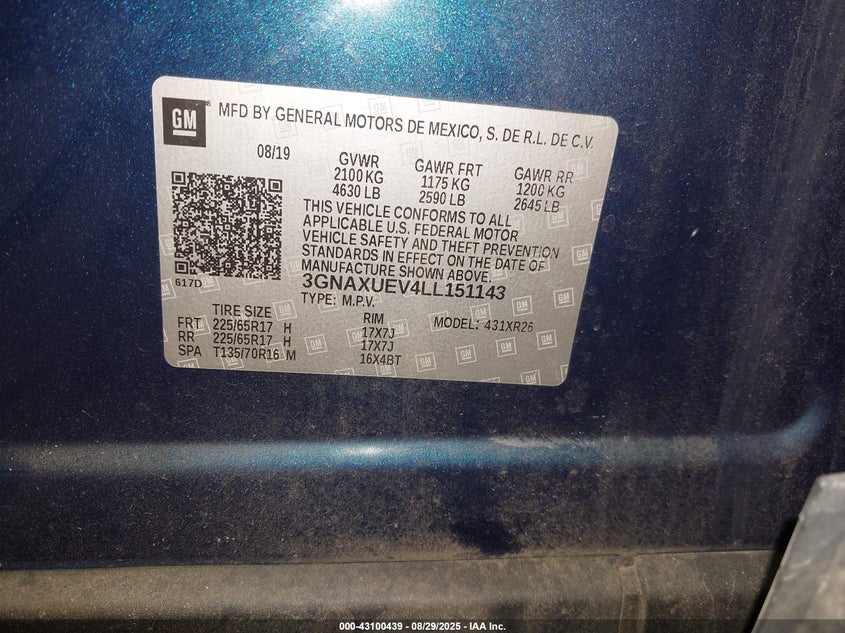 GM
MFD BY GENERAL MOTORS DE MEXICO, S. DE R.L. DE C.V.
08/19 GVWR GAWR FRT GAWR RR
2100 KG 1175 KG 1200 KG
4630 LB 2590 LB 2645 LB
THIS VEHICLE CONFORMS TO ALL
APPLICABLE U.S. FEDERAL MOTOR
VEHICLE SAFETY AND THEFT PREVENTION
STANDARDS IN EFFECT ON THE DATE OF
MANUFACTURE SHOWN ABOVE.
617D
3GNAXUEV4LL151143
TYPE: M.P.V.
TIRE SIZE RIM MODEL: 431XR26
FRT 225/65R17 H 17X7J
RR 225/65R17 H 17X7J
SPA T135/70R16 M 16X4BT
000-43100439 - 08/29/2025 - IAA Inc.